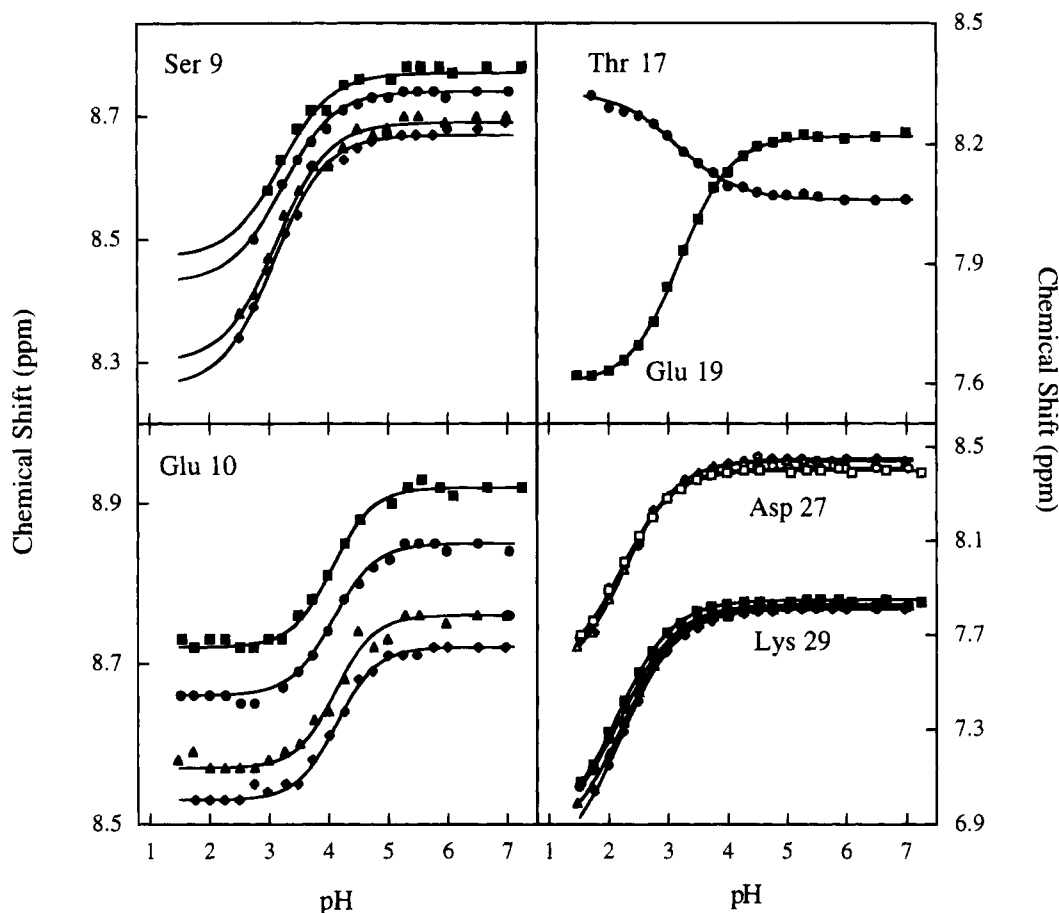 Ser 9
8.7
8.5
8.3
Thr 17
Glu 19
8.5
8.2
7.9
7.6
Glu 10
8.9
8.7
8.5
Asp 27
Lys 29
8.5
8.1
7.7
7.3
6.9
Chemical Shift (ppm)
Chemical Shift (ppm)
1 2 3 4 5 6 7
1 2 3 4 5 6 7
pH
pH